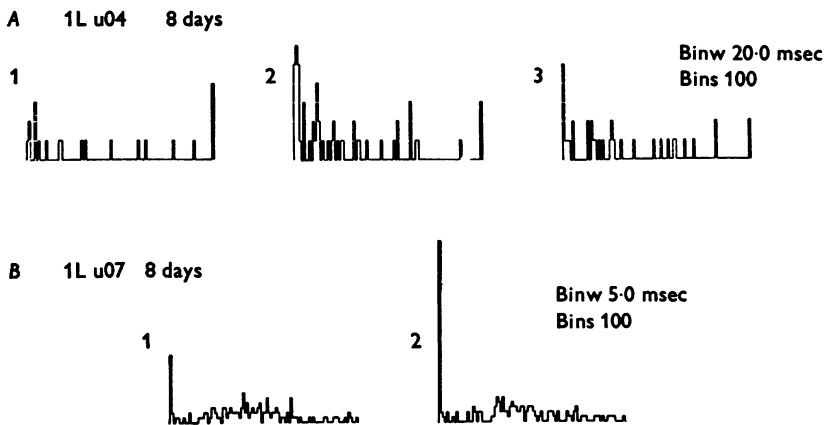 A 1L u04 8 days
1
2
3
Binw 20·0 msec
Bins 100
B 1L u07 8 days
1
2
Binw 5·0 msec
Bins 100